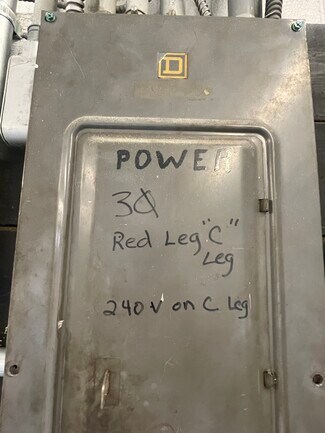 POWER
3Ø
Red Leg "C"
Leg
240 v on C Leg